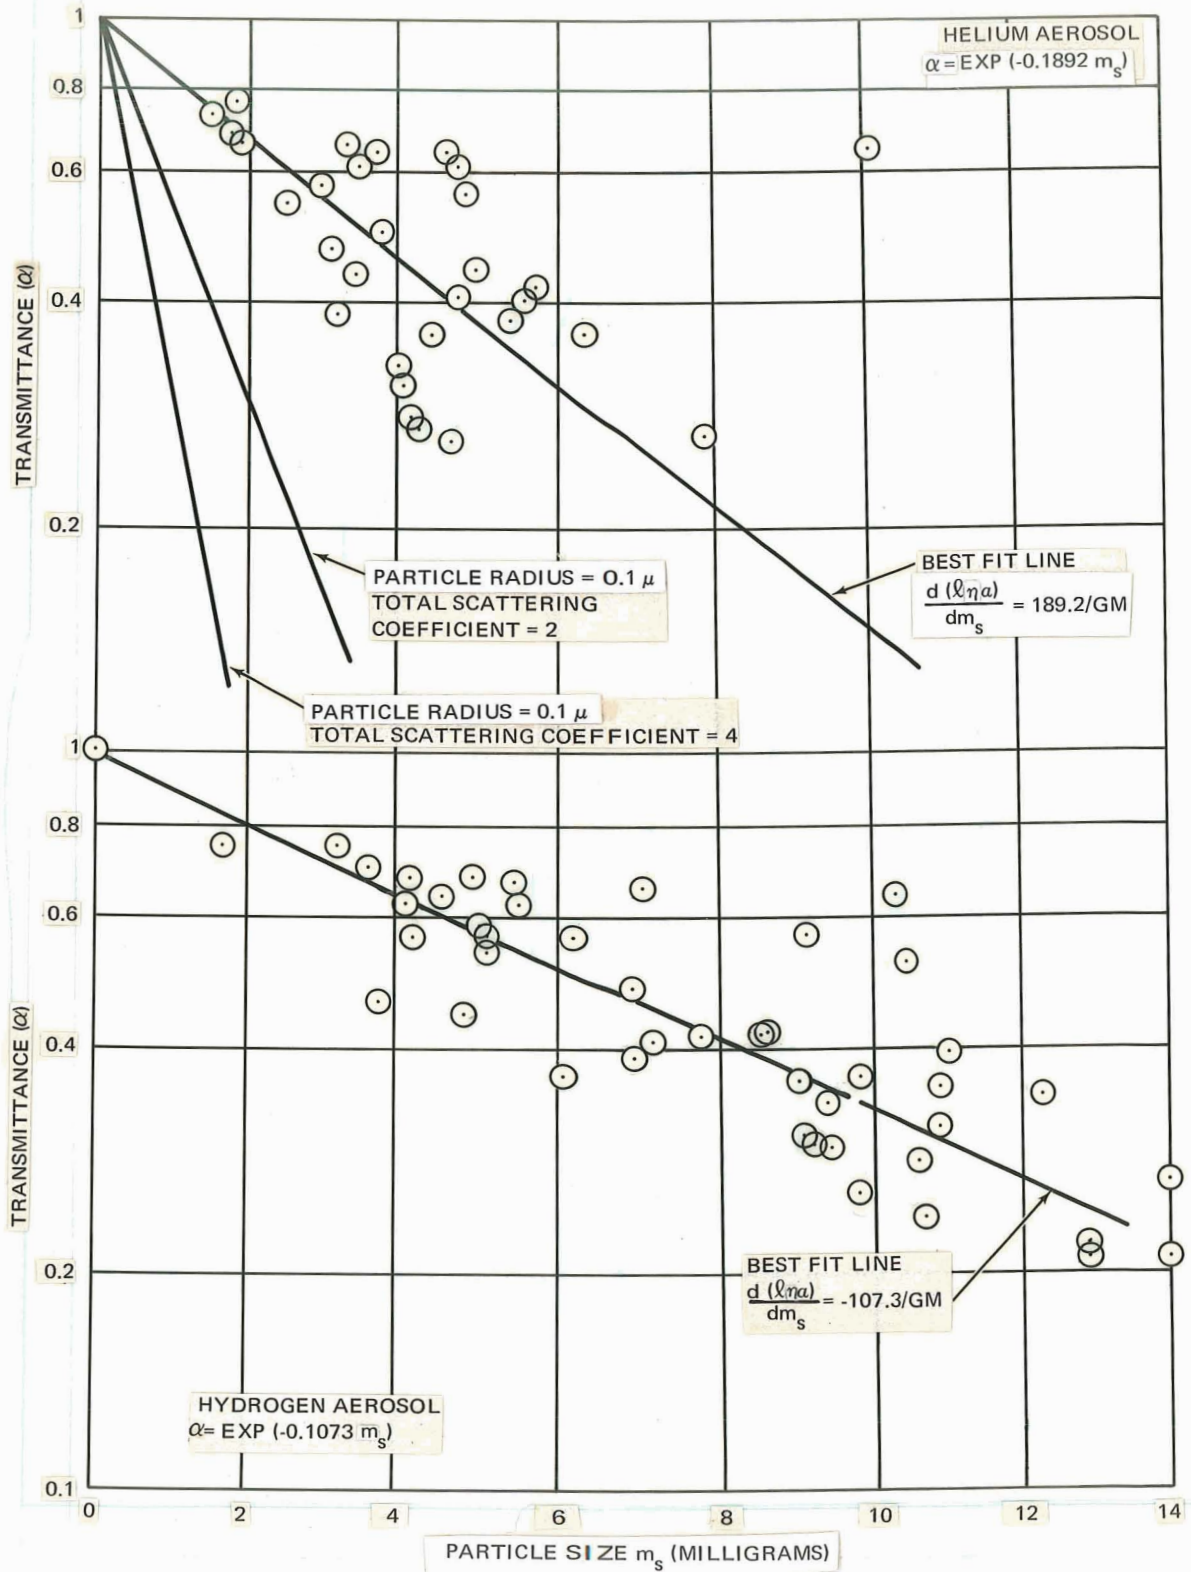 HELIUM AEROSOL
α = EXP (-0.1892 mₛ)
1
0.8
0.6
0.4
0.2
TRANSMITTANCE (α)
PARTICLE RADIUS = 0.1 μ
TOTAL SCATTERING
COEFFICIENT = 2
BEST FIT LINE
d (ℓηa)
dmₛ
= 189.2/GM
PARTICLE RADIUS = 0.1 μ
TOTAL SCATTERING COEFFICIENT = 4
1
0.8
0.6
0.4
0.2
0.1
TRANSMITTANCE (α)
BEST FIT LINE
d (ℓηa)
dmₛ
= -107.3/GM
HYDROGEN AEROSOL
α= EXP (-0.1073 mₛ)
0 2 4 6 8 10 12 14
PARTICLE SIZE mₛ (MILLIGRAMS)